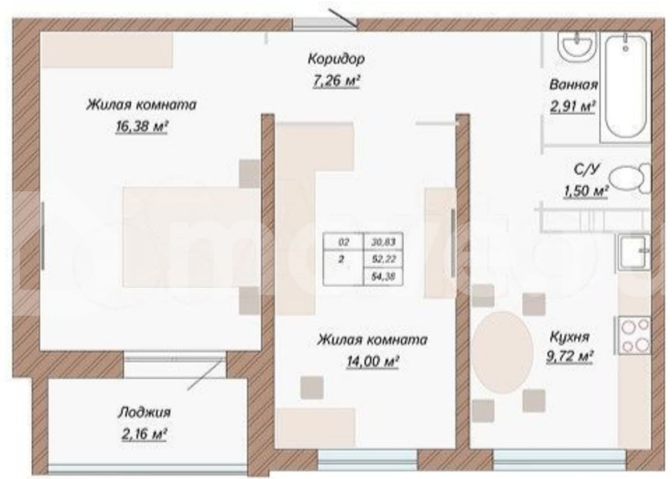 Коридор
7,26 м²
Жилая комната
16,38 м²
Ванная
2,91 м²
С/У
1,50 м²
02 30,83
2 52,22
54,38
Жилая комната
14,00 м²
Кухня
9,72 м²
Лоджия
2,16 м²